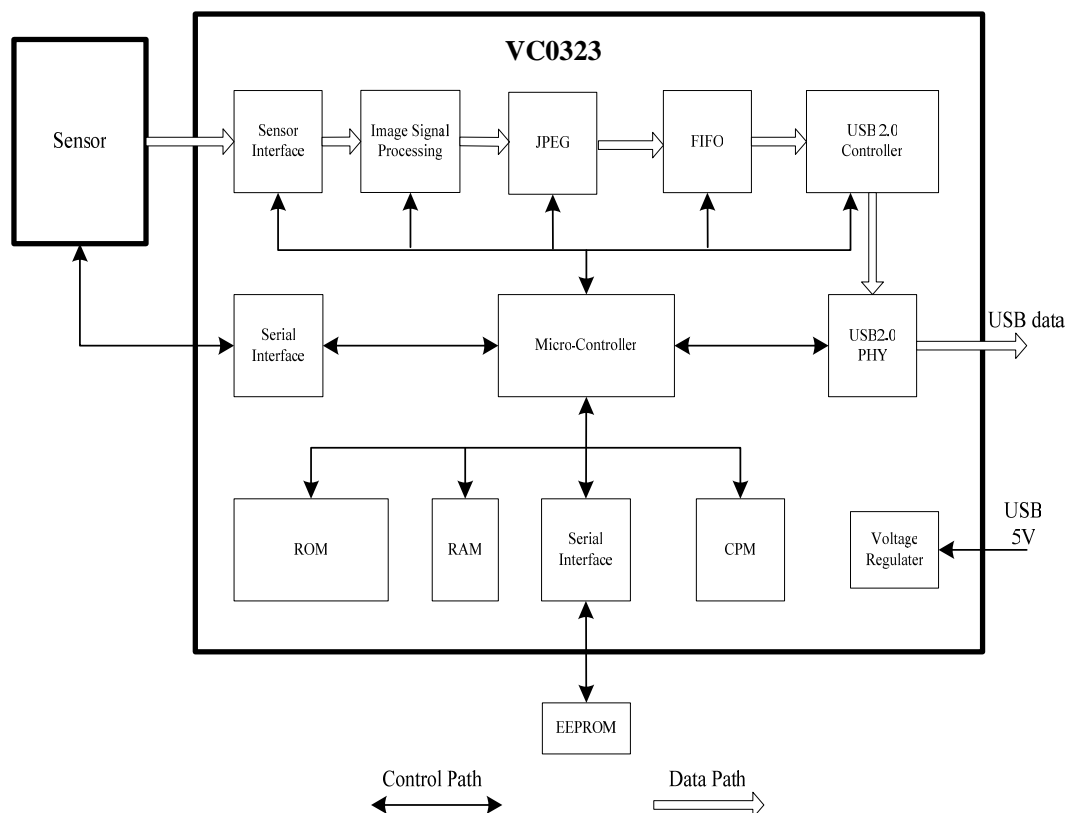 VC0323
Sensor
Sensor
Interface
Image Signal
Processing
JPEG
FIFO
USB 2.0
Controller
Serial
Interface
Micro-Controller
USB2.0
PHY
USB data
ROM
RAM
Serial
Interface
CPM
Voltage
Regulater
USB
5V
EEPROM
Control Path
Data Path